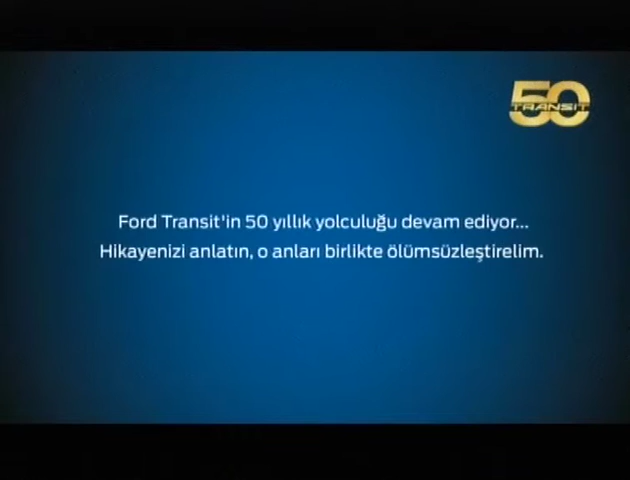 50
TRANSIT
Ford Transit'in 50 yıllık yolculuğu devam ediyor...
Hikayenizi anlatın, o anları birlikte ölümsüzleştirelim.